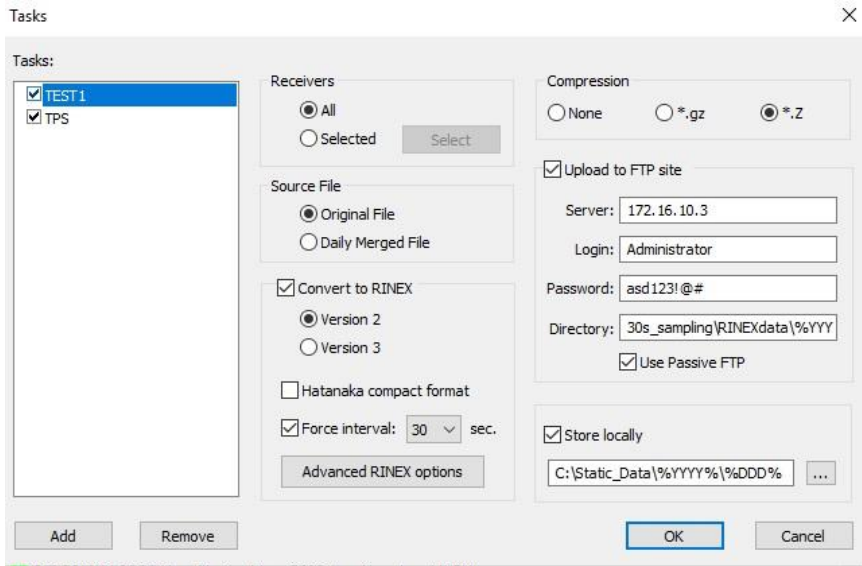 Tasks
Tasks:
TEST1
TPS
Add
Remove
Receivers
All
Selected
Select
Source File
Original File
Daily Merged File
Convert to RINEX
Version 2
Version 3
Hatanaka compact format
Force interval: 30 sec.
Advanced RINEX options
Compression
None *.gz *.Z
Upload to FTP site
Server: 172.16.10.3
Login: Administrator
Password: asd123!@#
Directory: 30s_sampling\RINEXdata\%YYY
Use Passive FTP
Store locally
C:\Static_Data\%YYYY%\%DDD% ...
OK
Cancel